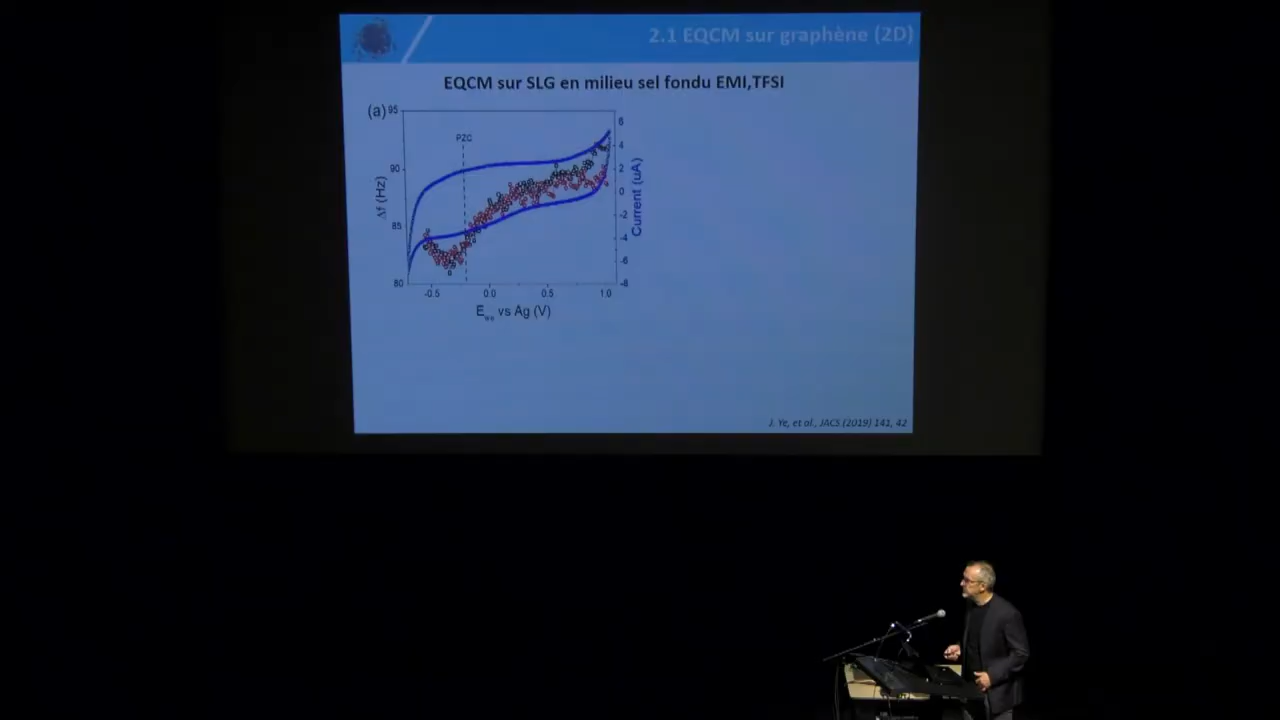 2.1 EQCM sur graphène (2D)
EQCM sur SLG en milieu sel fondu EMI,TFSI
(a)
95
90
85
80
Δf (Hz)
PZC
6
4
2
0
-2
-4
-6
-8
Current (uA)
-0.5 0.0 0.5 1.0
E vs Ag (V)
J. Ye, et al., JACS (2019) 141, 42